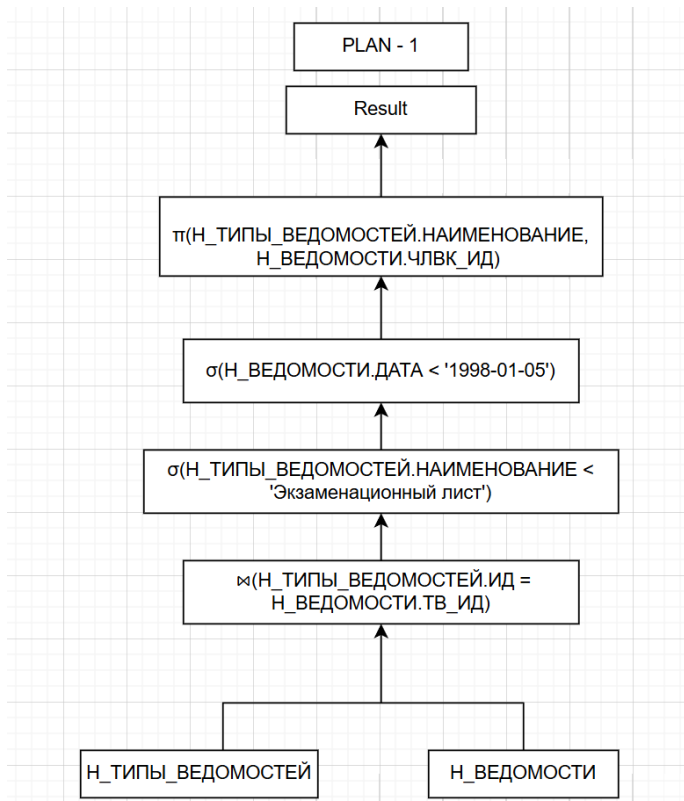 PLAN - 1
Result
π(Н_ТИПЫ_ВЕДОМОСТЕЙ.НАИМЕНОВАНИЕ,
Н_ВЕДОМОСТИ.ЧЛВК_ИД)
σ(Н_ВЕДОМОСТИ.ДАТА < '1998-01-05')
σ(Н_ТИПЫ_ВЕДОМОСТЕЙ.НАИМЕНОВАНИЕ <
'Экзаменационный лист')
⋈(Н_ТИПЫ_ВЕДОМОСТЕЙ.ИД =
Н_ВЕДОМОСТИ.ТВ_ИД)
Н_ТИПЫ_ВЕДОМОСТЕЙ
Н_ВЕДОМОСТИ